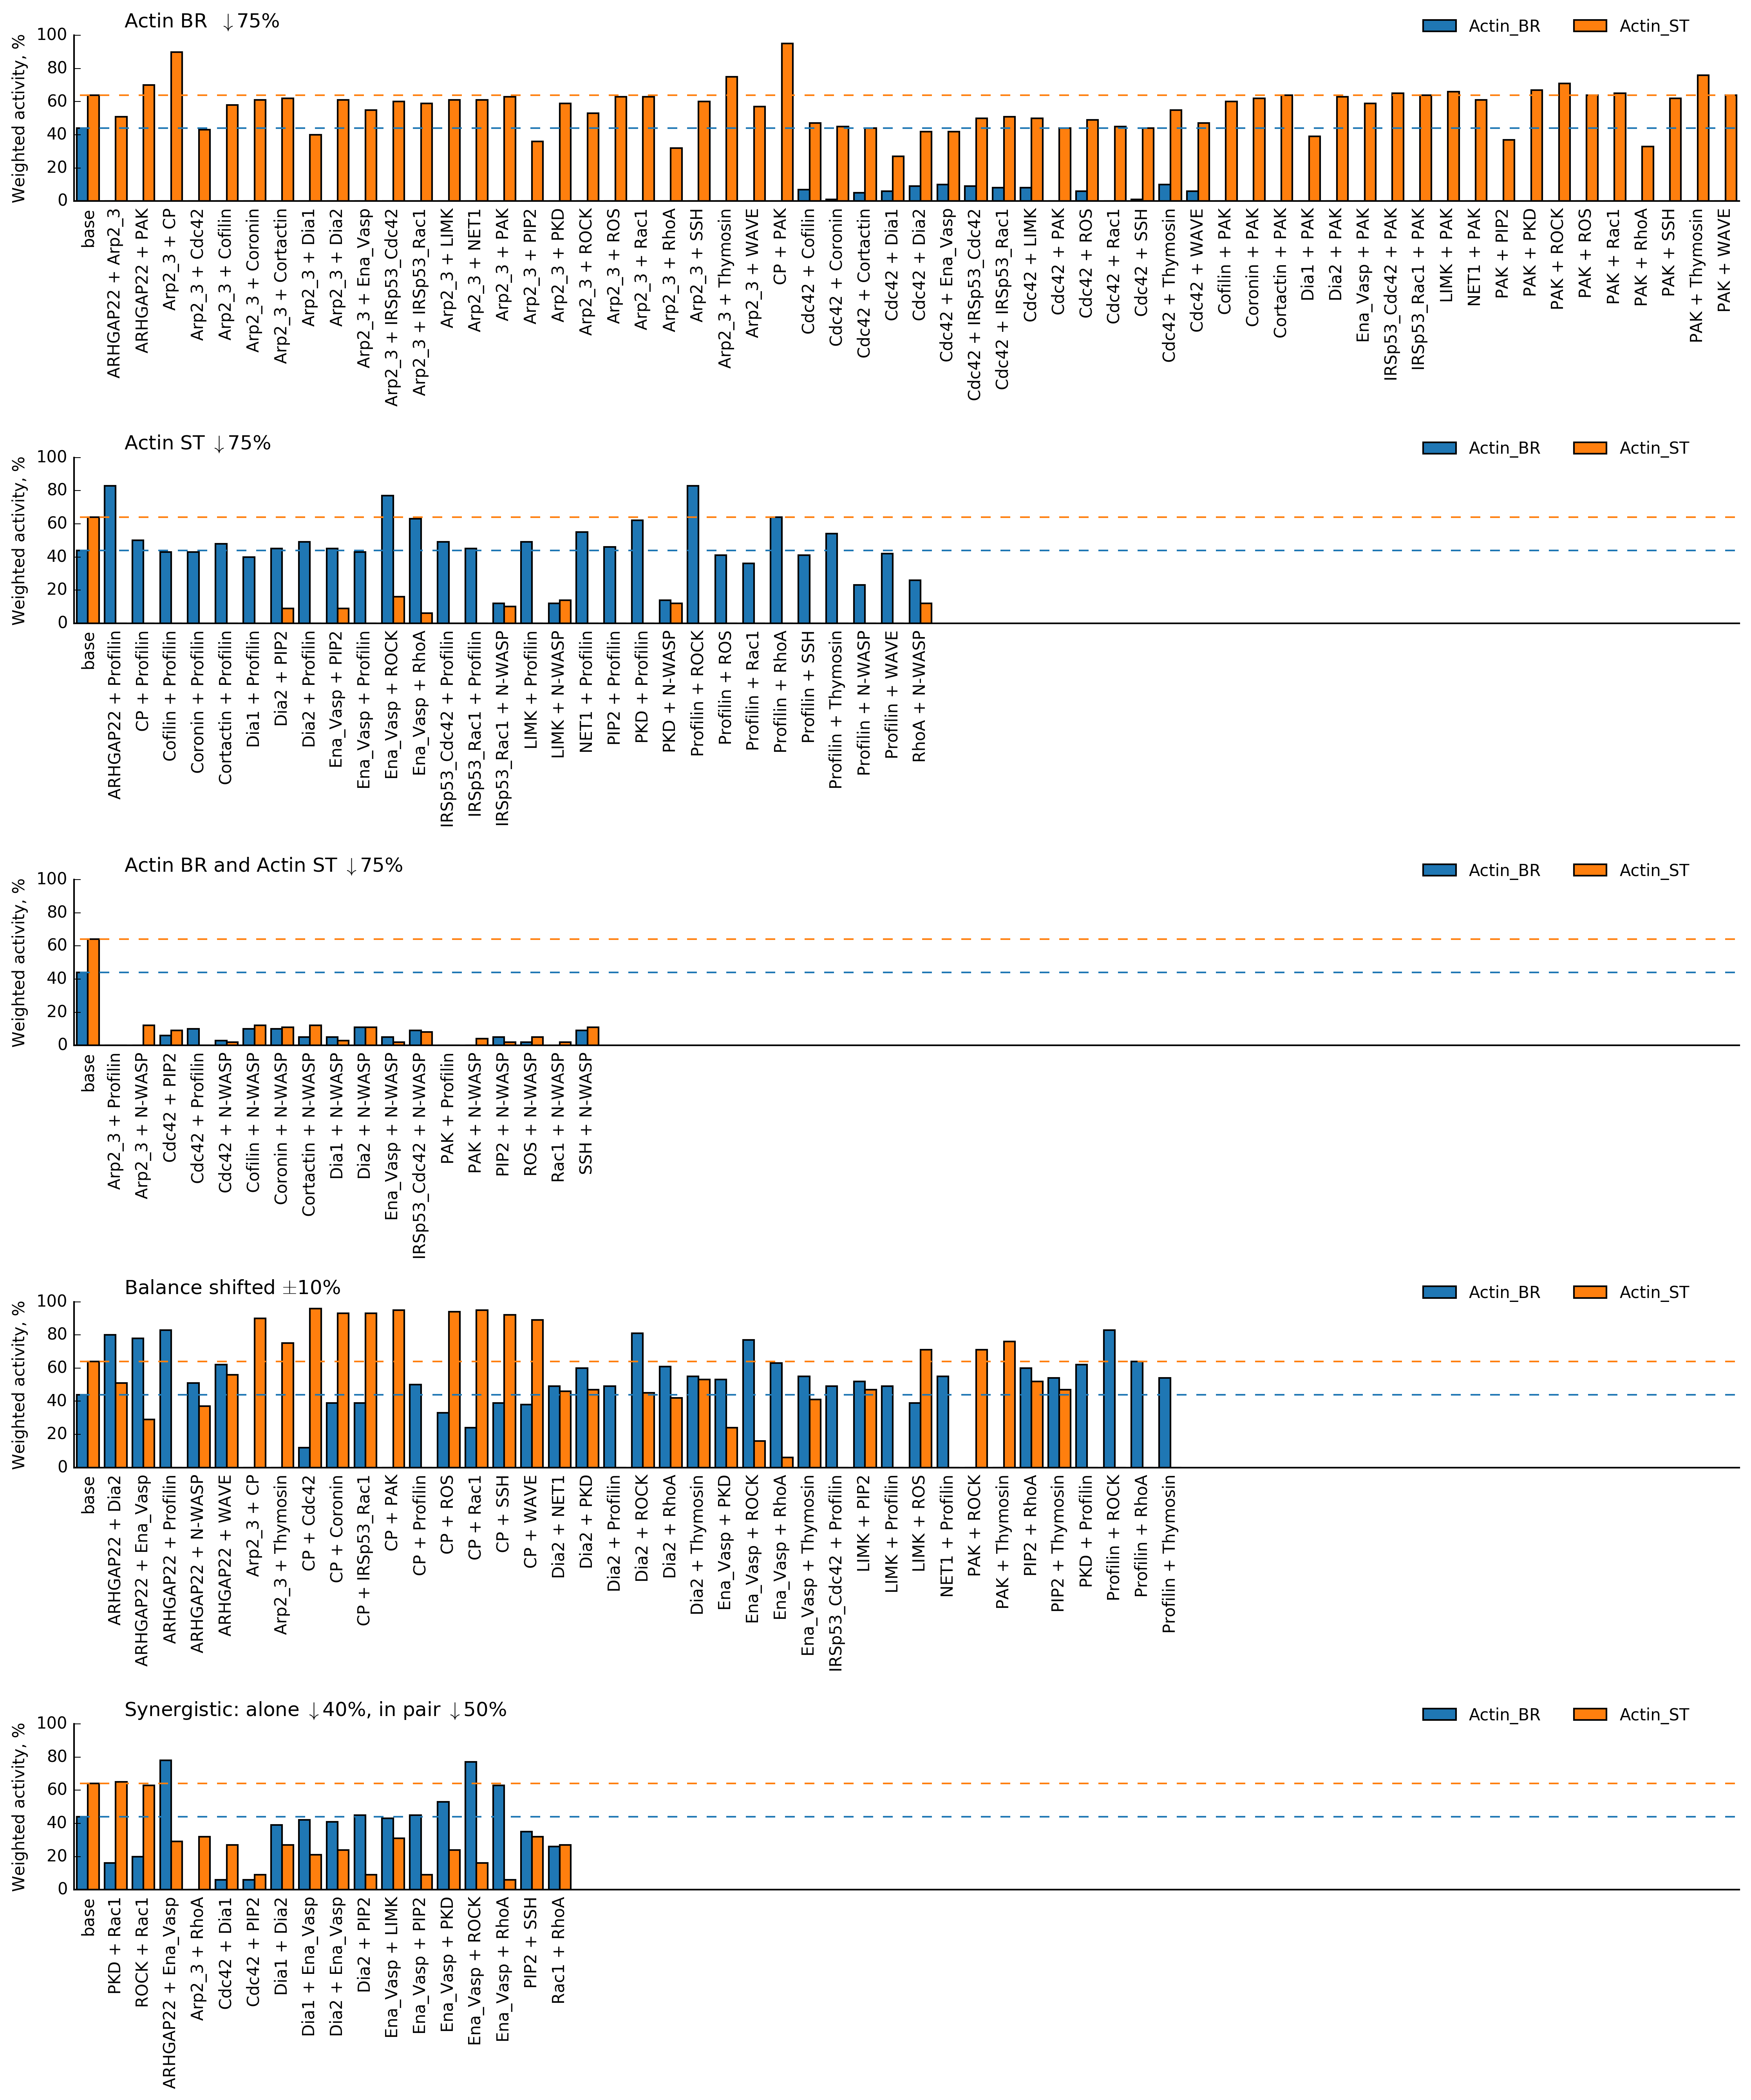 Actin BR ↓75%
Actin_BR Actin_ST
Weighted activity, %
100
80
60
40
20
0
base
ARHGAP22 + Arp2_3
ARHGAP22 + PAK
Arp2_3 + CP
Arp2_3 + Cdc42
Arp2_3 + Cofilin
Arp2_3 + Coronin
Arp2_3 + Cortactin
Arp2_3 + Dia1
Arp2_3 + Dia2
Arp2_3 + Ena_Vasp
Arp2_3 + IRSp53_Cdc42
Arp2_3 + IRSp53_Rac1
Arp2_3 + LIMK
Arp2_3 + NET1
Arp2_3 + PAK
Arp2_3 + PIP2
Arp2_3 + PKD
Arp2_3 + ROCK
Arp2_3 + ROS
Arp2_3 + Rac1
Arp2_3 + RhoA
Arp2_3 + SSH
Arp2_3 + Thymosin
Arp2_3 + WAVE
CP + PAK
Cdc42 + Cofilin
Cdc42 + Coronin
Cdc42 + Cortactin
Cdc42 + Dia1
Cdc42 + Dia2
Cdc42 + Ena_Vasp
Cdc42 + IRSp53_Cdc42
Cdc42 + IRSp53_Rac1
Cdc42 + LIMK
Cdc42 + PAK
Cdc42 + ROS
Cdc42 + Rac1
Cdc42 + SSH
Cdc42 + Thymosin
Cdc42 + WAVE
Cofilin + PAK
Coronin + PAK
Cortactin + PAK
Dia1 + PAK
Dia2 + PAK
Ena_Vasp + PAK
IRSp53_Cdc42 + PAK
IRSp53_Rac1 + PAK
LIMK + PAK
NET1 + PAK
PAK + PIP2
PAK + PKD
PAK + ROCK
PAK + ROS
PAK + Rac1
PAK + RhoA
PAK + SSH
PAK + Thymosin
PAK + WAVE
Actin ST ↓75%
Actin_BR Actin_ST
Weighted activity, %
100
80
60
40
20
0
base
ARHGAP22 + Profilin
CP + Profilin
Cofilin + Profilin
Coronin + Profilin
Cortactin + Profilin
Dia1 + Profilin
Dia2 + PIP2
Dia2 + Profilin
Ena_Vasp + PIP2
Ena_Vasp + Profilin
Ena_Vasp + ROCK
Ena_Vasp + RhoA
IRSp53_Cdc42 + Profilin
IRSp53_Rac1 + Profilin
IRSp53_Rac1 + N-WASP
LIMK + Profilin
LIMK + N-WASP
NET1 + Profilin
PIP2 + Profilin
PKD + Profilin
PKD + N-WASP
Profilin + ROCK
Profilin + ROS
Profilin + Rac1
Profilin + RhoA
Profilin + SSH
Profilin + Thymosin
Profilin + N-WASP
Profilin + WAVE
RhoA + N-WASP
Actin BR and Actin ST ↓75%
Actin_BR Actin_ST
Weighted activity, %
100
80
60
40
20
0
base
Arp2_3 + Profilin
Arp2_3 + N-WASP
Cdc42 + PIP2
Cdc42 + Profilin
Cdc42 + N-WASP
Cofilin + N-WASP
Coronin + N-WASP
Cortactin + N-WASP
Dia1 + N-WASP
Dia2 + N-WASP
Ena_Vasp + N-WASP
IRSp53_Cdc42 + N-WASP
PAK + Profilin
PAK + N-WASP
PIP2 + N-WASP
ROS + N-WASP
Rac1 + N-WASP
SSH + N-WASP
Balance shifted ±10%
Actin_BR Actin_ST
Weighted activity, %
100
80
60
40
20
0
base
ARHGAP22 + Dia2
ARHGAP22 + Ena_Vasp
ARHGAP22 + Profilin
ARHGAP22 + N-WASP
ARHGAP22 + WAVE
Arp2_3 + CP
Arp2_3 + Thymosin
CP + Cdc42
CP + Coronin
CP + IRSp53_Rac1
CP + PAK
CP + Profilin
CP + ROS
CP + Rac1
CP + SSH
CP + WAVE
Dia2 + NET1
Dia2 + PKD
Dia2 + Profilin
Dia2 + ROCK
Dia2 + RhoA
Dia2 + Thymosin
Ena_Vasp + PKD
Ena_Vasp + ROCK
Ena_Vasp + RhoA
Ena_Vasp + Thymosin
IRSp53_Cdc42 + Profilin
LIMK + PIP2
LIMK + Profilin
LIMK + ROS
NET1 + Profilin
PAK + ROCK
PAK + Thymosin
PIP2 + RhoA
PIP2 + Thymosin
PKD + Profilin
Profilin + ROCK
Profilin + RhoA
Profilin + Thymosin
Synergistic: alone ↓40%, in pair ↓50%
Actin_BR Actin_ST
Weighted activity, %
100
80
60
40
20
0
base
PKD + Rac1
ROCK + Rac1
ARHGAP22 + Ena_Vasp
Arp2_3 + RhoA
Cdc42 + Dia1
Cdc42 + PIP2
Dia1 + Dia2
Dia1 + Ena_Vasp
Dia2 + Ena_Vasp
Dia2 + PIP2
Ena_Vasp + LIMK
Ena_Vasp + PIP2
Ena_Vasp + PKD
Ena_Vasp + ROCK
Ena_Vasp + RhoA
PIP2 + SSH
Rac1 + RhoA